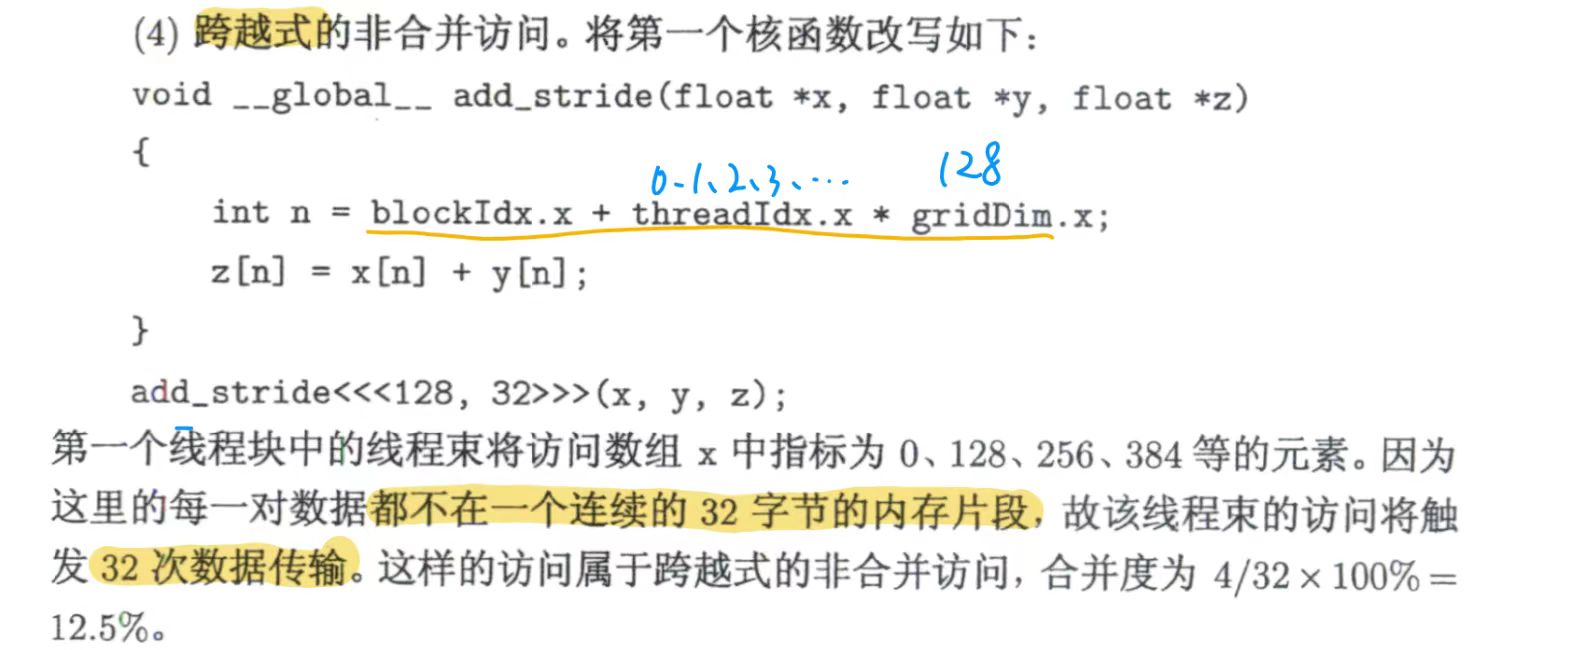 (4) 跨越式的非合并访问。将第一个核函数改写如下：
void __global__ add_stride(float *x, float *y, float *z)
{
0、1、2、3、… 128
int n = blockIdx.x + threadIdx.x * gridDim.x;
z[n] = x[n] + y[n];
}
add_stride<<<128, 32>>>(x, y, z);
第一个线程块中的线程束将访问数组 x 中指标为 0、128、256、384 等的元素。因为
这里的每一对数据都不在一个连续的 32 字节的内存片段，故该线程束的访问将触
发 32 次数据传输。这样的访问属于跨越式的非合并访问，合并度为 4/32 × 100% =
12.5%。